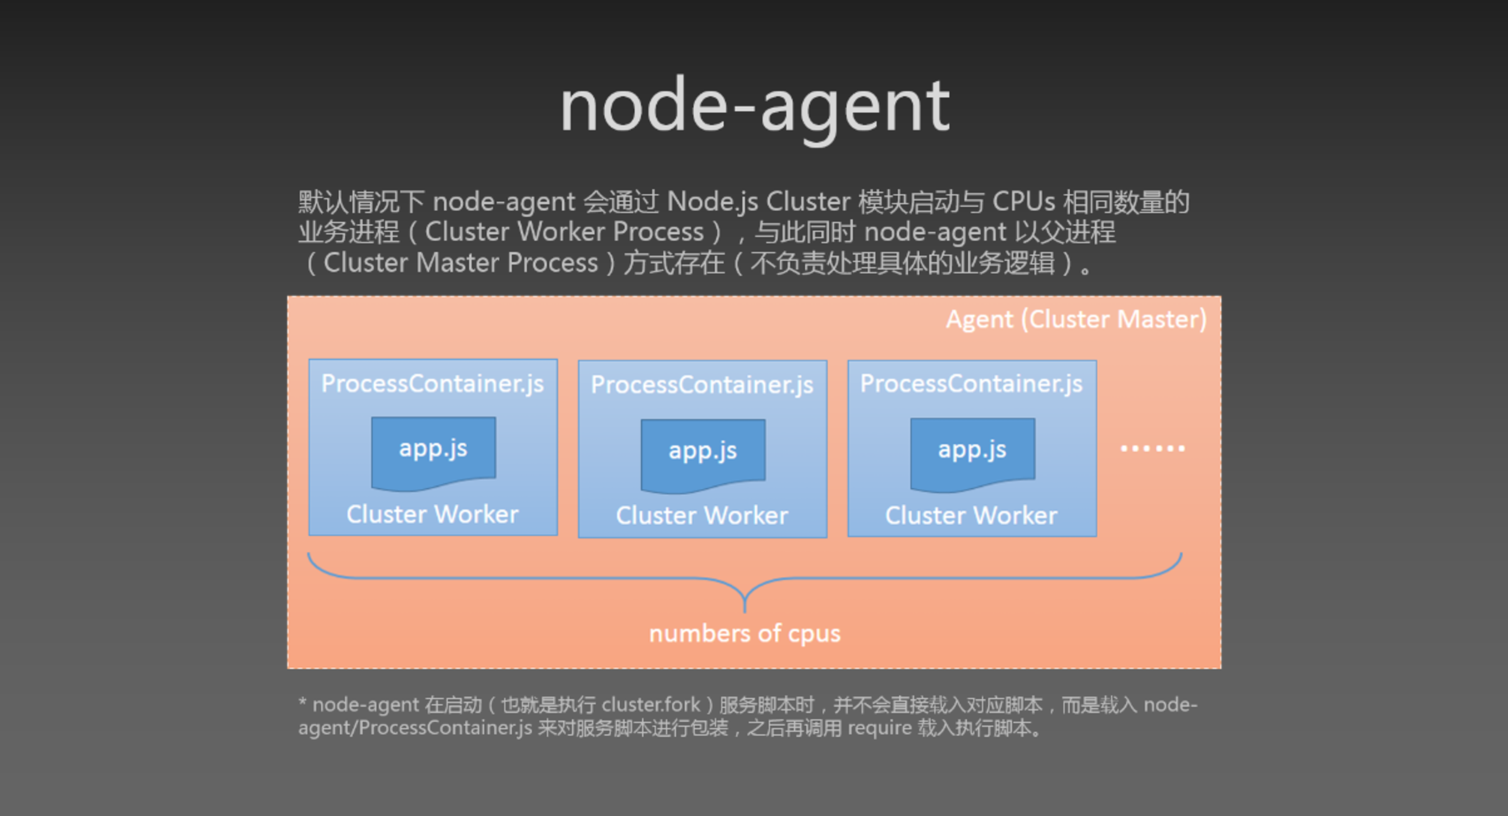 node-agent
默认情况下 node-agent 会通过 Node.js Cluster 模块启动与 CPUs 相同数量的
业务进程（Cluster Worker Process），与此同时 node-agent 以父进程
（Cluster Master Process）方式存在（不负责处理具体的业务逻辑）。
Agent (Cluster Master)
ProcessContainer.js
app.js
Cluster Worker
ProcessContainer.js
app.js
Cluster Worker
ProcessContainer.js
app.js
Cluster Worker
……
numbers of cpus
* node-agent 在启动（也就是执行 cluster.fork）服务脚本时，并不会直接载入对应脚本，而是载入 node-
agent/ProcessContainer.js 来对服务脚本进行包装，之后再调用 require 载入执行脚本。